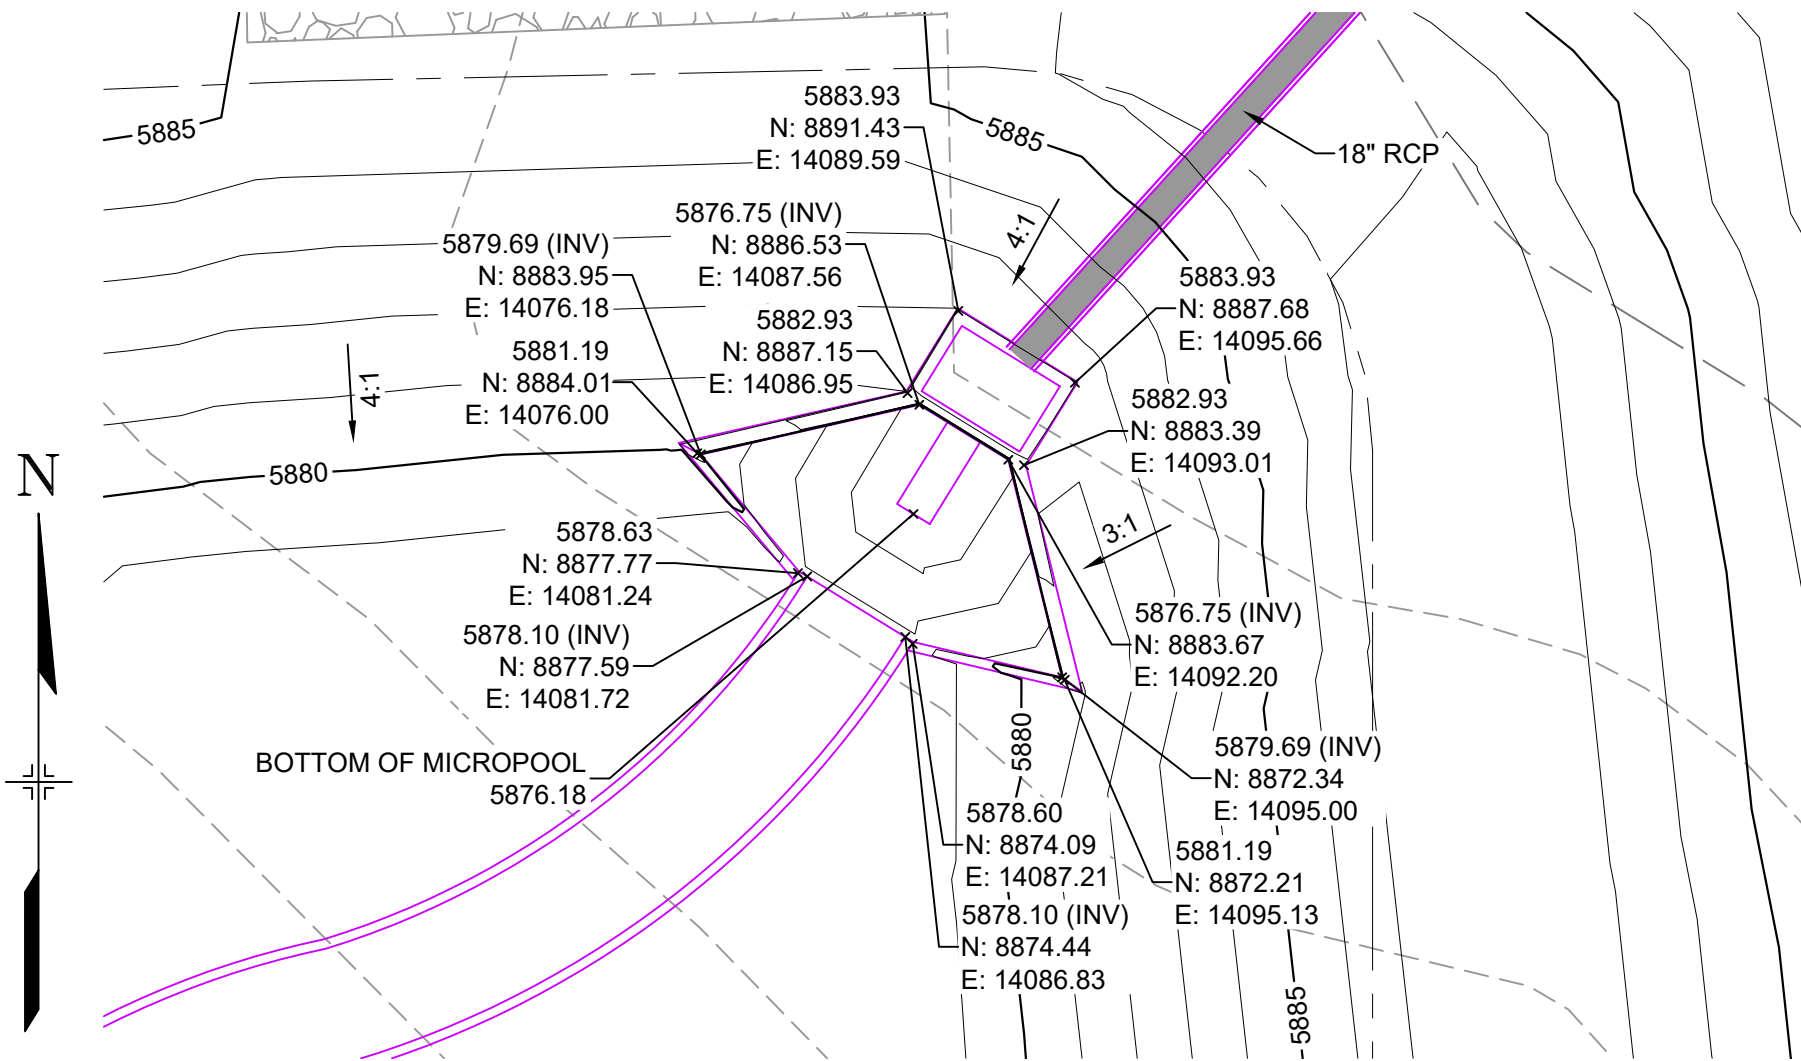 5885
5883.93
N: 8891.43
E: 14089.59
5885
18" RCP
5876.75 (INV)
N: 8886.53
E: 14087.56
5879.69 (INV)
N: 8883.95
E: 14076.18
4:1
5883.93
N: 8887.68
E: 14095.66
5882.93
N: 8887.15
E: 14086.95
5881.19
N: 8884.01
E: 14076.00
4:1
5882.93
N: 8883.39
E: 14093.01
N
5880
3:1
5878.63
N: 8877.77
E: 14081.24
5876.75 (INV)
N: 8883.67
E: 14092.20
5878.10 (INV)
N: 8877.59
E: 14081.72
5880
5879.69 (INV)
N: 8872.34
E: 14095.00
BOTTOM OF MICROPOOL
5876.18
5878.60
N: 8874.09
E: 14087.21
5881.19
N: 8872.21
E: 14095.13
5878.10 (INV)
N: 8874.44
E: 14086.83
5885